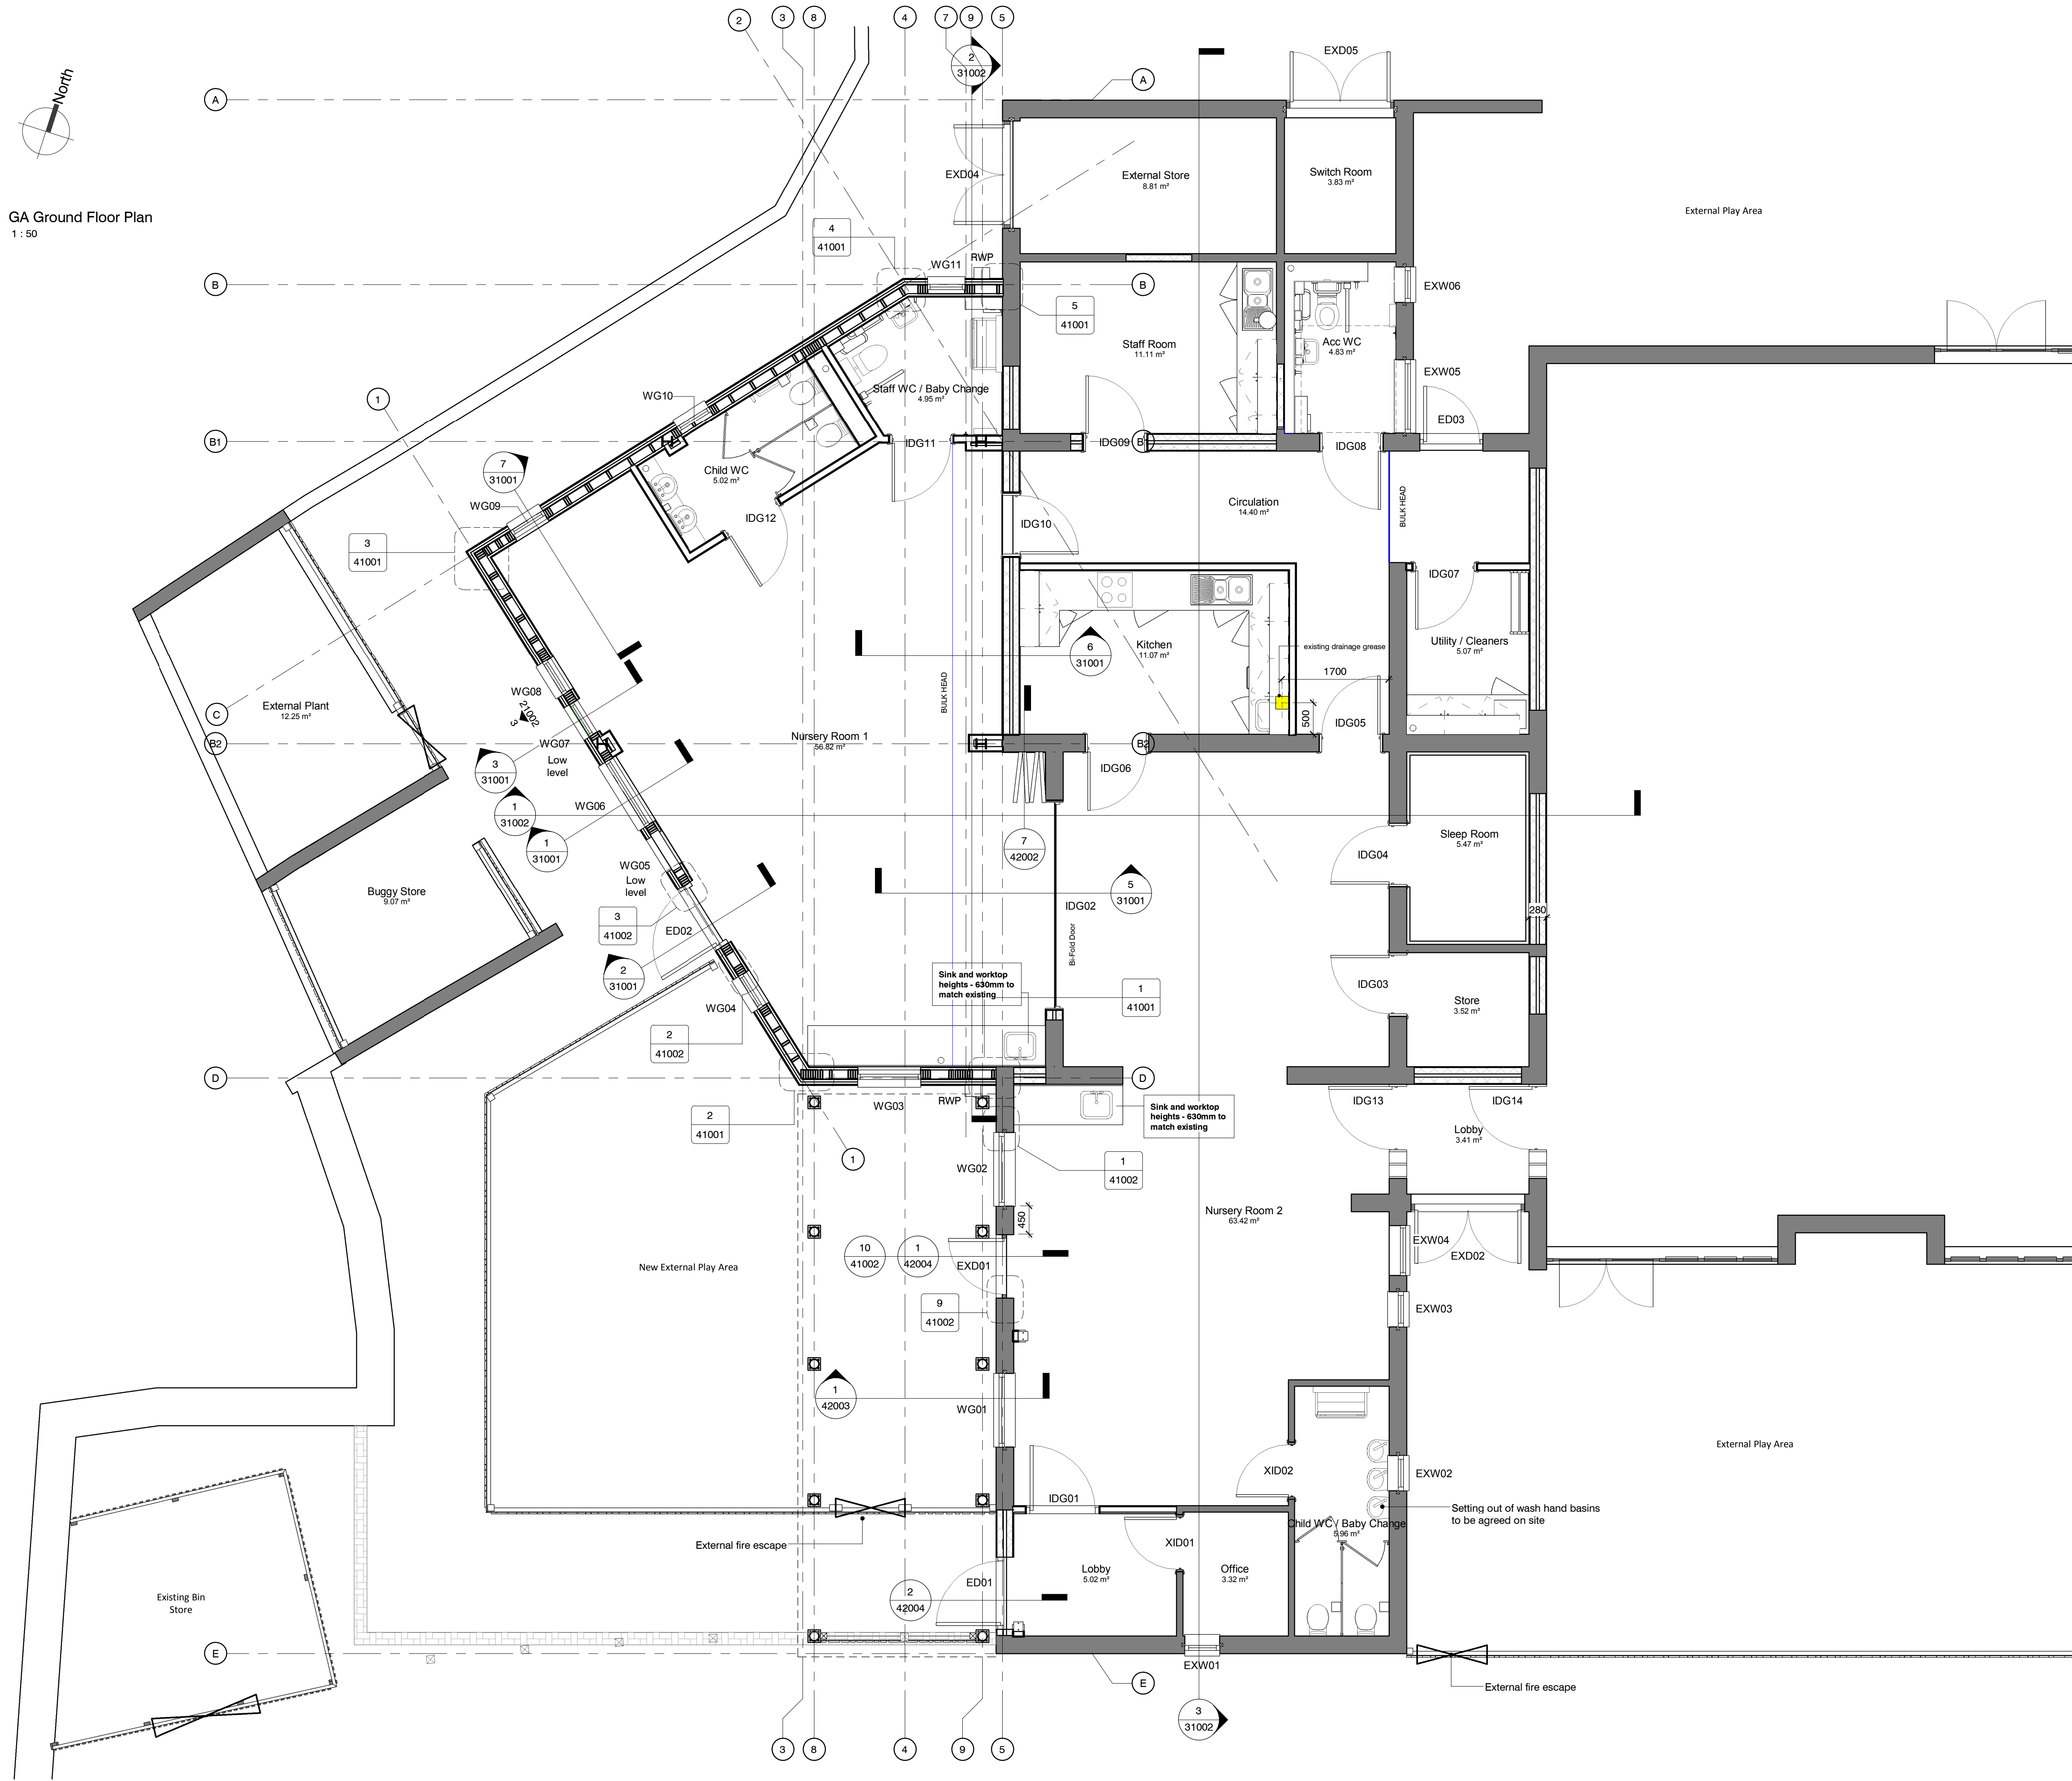 2
3
8
4
7
9
5
2
31002
A
A
EXD05
North
GA Ground Floor Plan
1 : 50
EXD04
External Store
8.81 m²
Switch Room
3.83 m²
External Play Area
4
41001
WG11
RWP
B
B
EXW06
5
41001
Staff Room
11.11 m²
Acc WC
4.83 m²
EXW05
1
WG10
Staff WC / Baby Change
4.95 m²
ED03
B1
IDG11
IDG09
B
IDG08
7
31001
Child WC
5.02 m²
WG09
IDG12
IDG10
Circulation
14.40 m²
BULK HEAD
3
41001
IDG07
6
31001
Kitchen
11.07 m²
existing drainage grease
Utility / Cleaners
5.07 m²
1700
BULK HEAD
WG08
21002
3
External Plant
12.25 m²
C
B2
WG07
Low
level
Nursery Room 1
56.82 m²
500
IDG05
B2
IDG06
3
31001
1
31002
WG06
1
31001
7
42002
Sleep Room
5.47 m²
IDG04
WG05
Low
level
Buggy Store
9.07 m²
5
31001
IDG02
280
3
41002
ED02
Bi-Fold Door
2
31001
Sink and worktop
heights - 630mm to
match existing
1
41001
IDG03
Store
3.52 m²
WG04
2
41002
D
D
WG03
RWP
IDG13
IDG14
2
41001
Sink and worktop
heights - 630mm to
match existing
Lobby
3.41 m²
1
WG02
1
41002
450
Nursery Room 2
63.42 m²
EXW04
EXD02
10
41002
1
42004
EXD01
New External Play Area
9
41002
EXW03
1
42003
WG01
External Play Area
XID02
EXW02
IDG01
Setting out of wash hand basins
to be agreed on site
Child WC / Baby Change
5.96 m²
External fire escape
XID01
Lobby
5.02 m²
Office
3.32 m²
ED01
2
42004
Existing Bin
Store
E
EXW01
E
External fire escape
3
31002
3
8
4
9
5